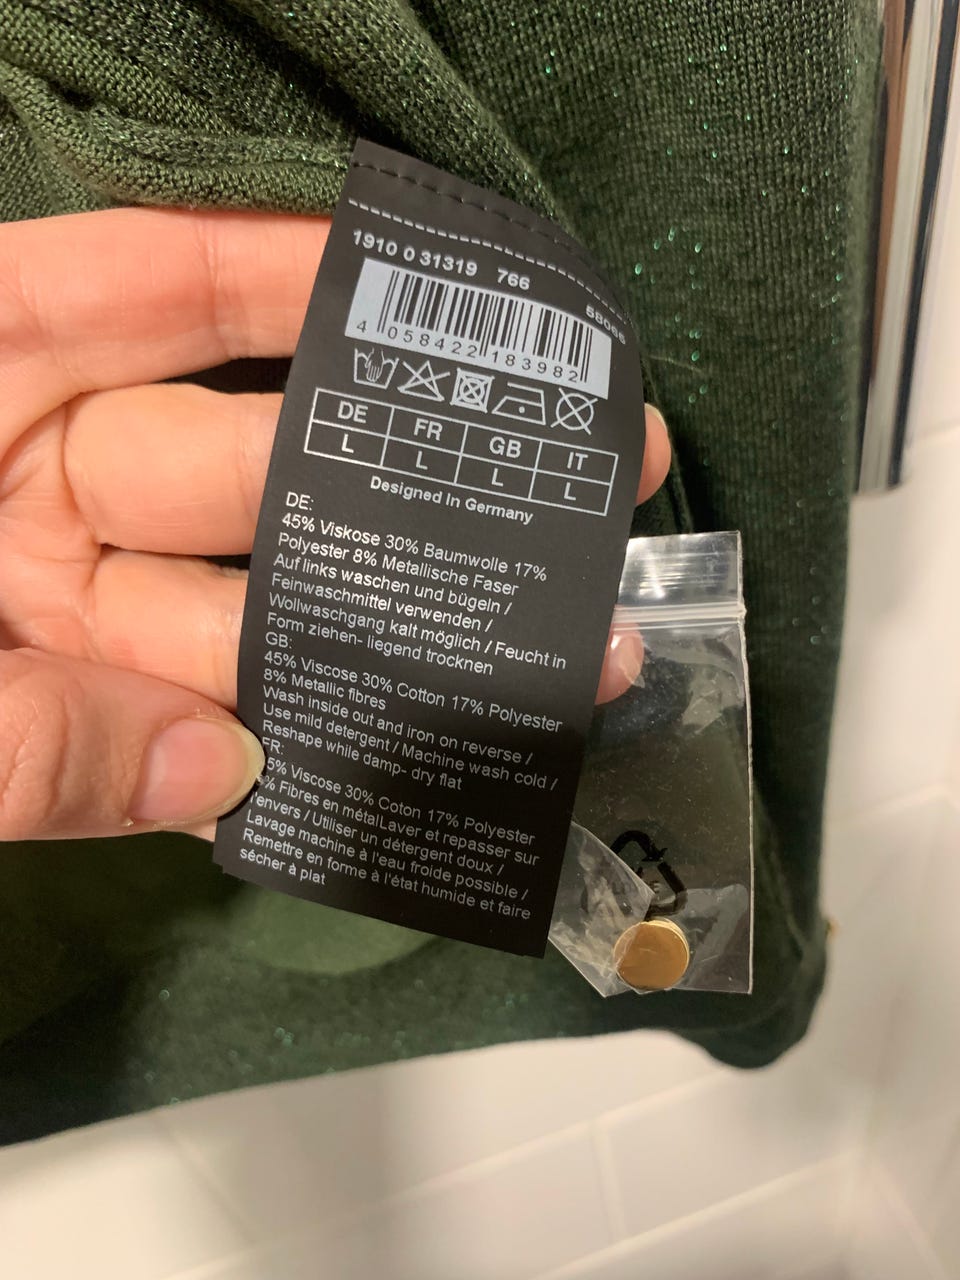 1910 0 31319 766
58066
4 058422 183982
DE FR GB IT
L L L L
Designed In Germany
DE:
45% Viskose 30% Baumwolle 17%
Polyester 8% Metallische Faser
Auf links waschen und bügeln /
Feinwaschmittel verwenden /
Wollwaschgang kalt möglich / Feucht in
Form ziehen- liegend trocknen
GB:
45% Viscose 30% Cotton 17% Polyester
8% Metallic fibres
Wash inside out and iron on reverse /
Use mild detergent / Machine wash cold /
Reshape while damp- dry flat
FR:
5% Viscose 30% Coton 17% Polyester
% Fibres en métalLaver et repasser sur
l'envers / Utiliser un détergent doux /
Lavage machine à l'eau froide possible /
Remettre en forme à l'état humide et faire
sécher à plat